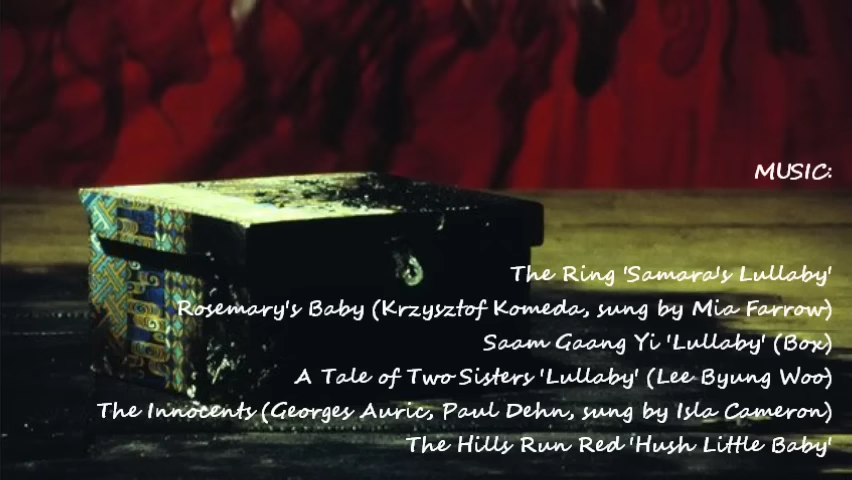 MUSIC:
The Ring 'Samara's Lullaby'
Rosemary's Baby (Krzysztof Komeda, sung by Mia Farrow)
Saam Gaang Yi 'Lullaby' (Box)
A Tale of Two Sisters 'Lullaby' (Lee Byung Woo)
The Innocents (Georges Auric, Paul Dehn, sung by Isla Cameron)
The Hills Run Red 'Hush Little Baby'